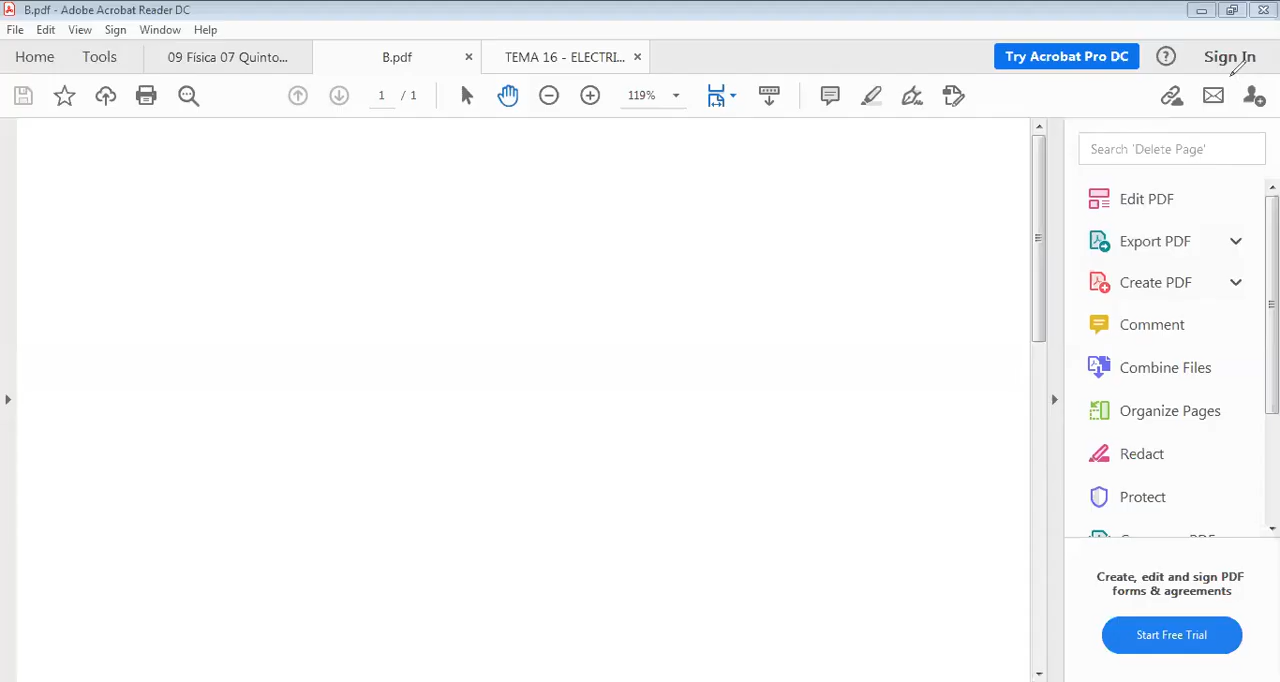 B.pdf - Adobe Acrobat Reader DC
File Edit View Sign Window Help
Home Tools 09 Física 07 Quinto... B.pdf × TEMA 16 - ELECTRI... × Try Acrobat Pro DC ? Sign In
1 / 1 119%
Search 'Delete Page'
Edit PDF
Export PDF
Create PDF
Comment
Combine Files
Organize Pages
Redact
Protect
Create, edit and sign PDF
forms & agreements
Start Free Trial